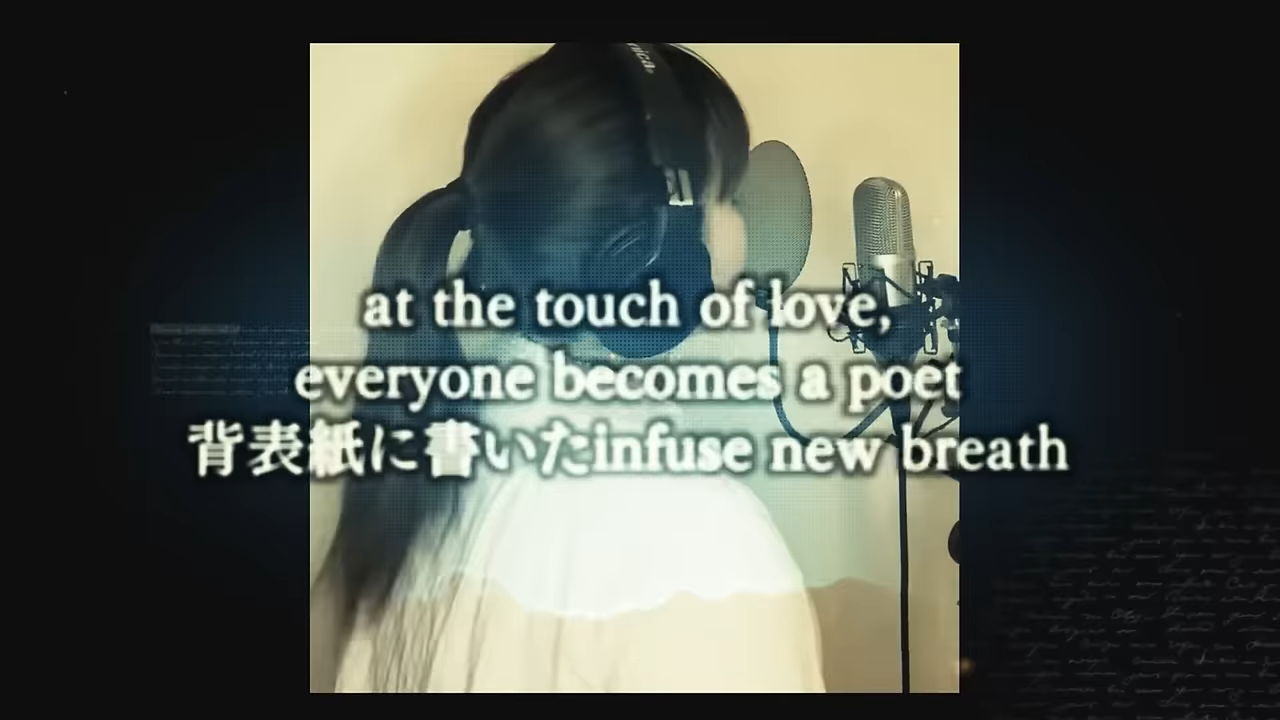 at the touch of love,
everyone becomes a poet
背表紙に書いたinfuse new breath